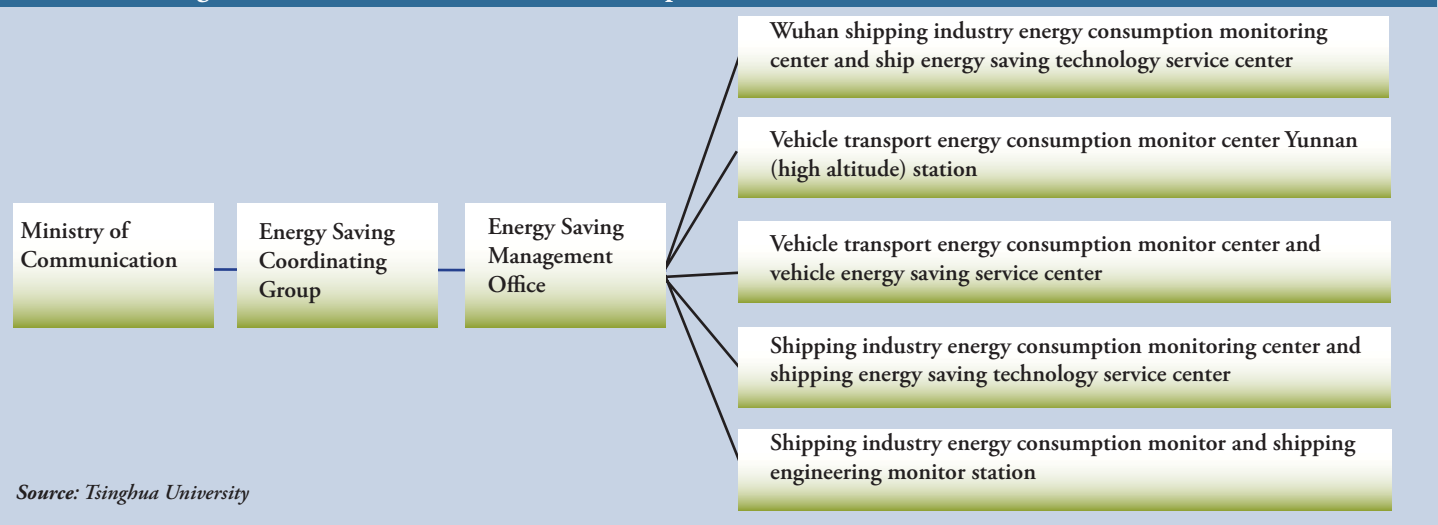 Ministry of
Communication
Energy Saving
Coordinating
Group
Energy Saving
Management
Office
Wuhan shipping industry energy consumption monitoring
center and ship energy saving technology service center
Vehicle transport energy consumption monitor center Yunnan
(high altitude) station
Vehicle transport energy consumption monitor center and
vehicle energy saving service center
Shipping industry energy consumption monitoring center and
shipping energy saving technology service center
Shipping industry energy consumption monitor and shipping
engineering monitor station
Source: Tsinghua University